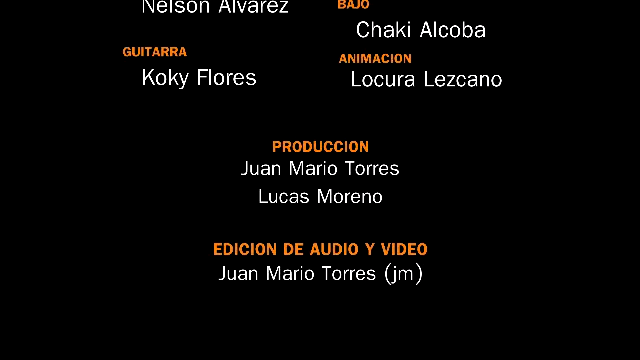 Nelson Alvarez
BAJO
Chaki Alcoba
GUITARRA
Koky Flores
ANIMACION
Locura Lezcano
PRODUCCION
Juan Mario Torres
Lucas Moreno
EDICION DE AUDIO Y VIDEO
Juan Mario Torres (jm)